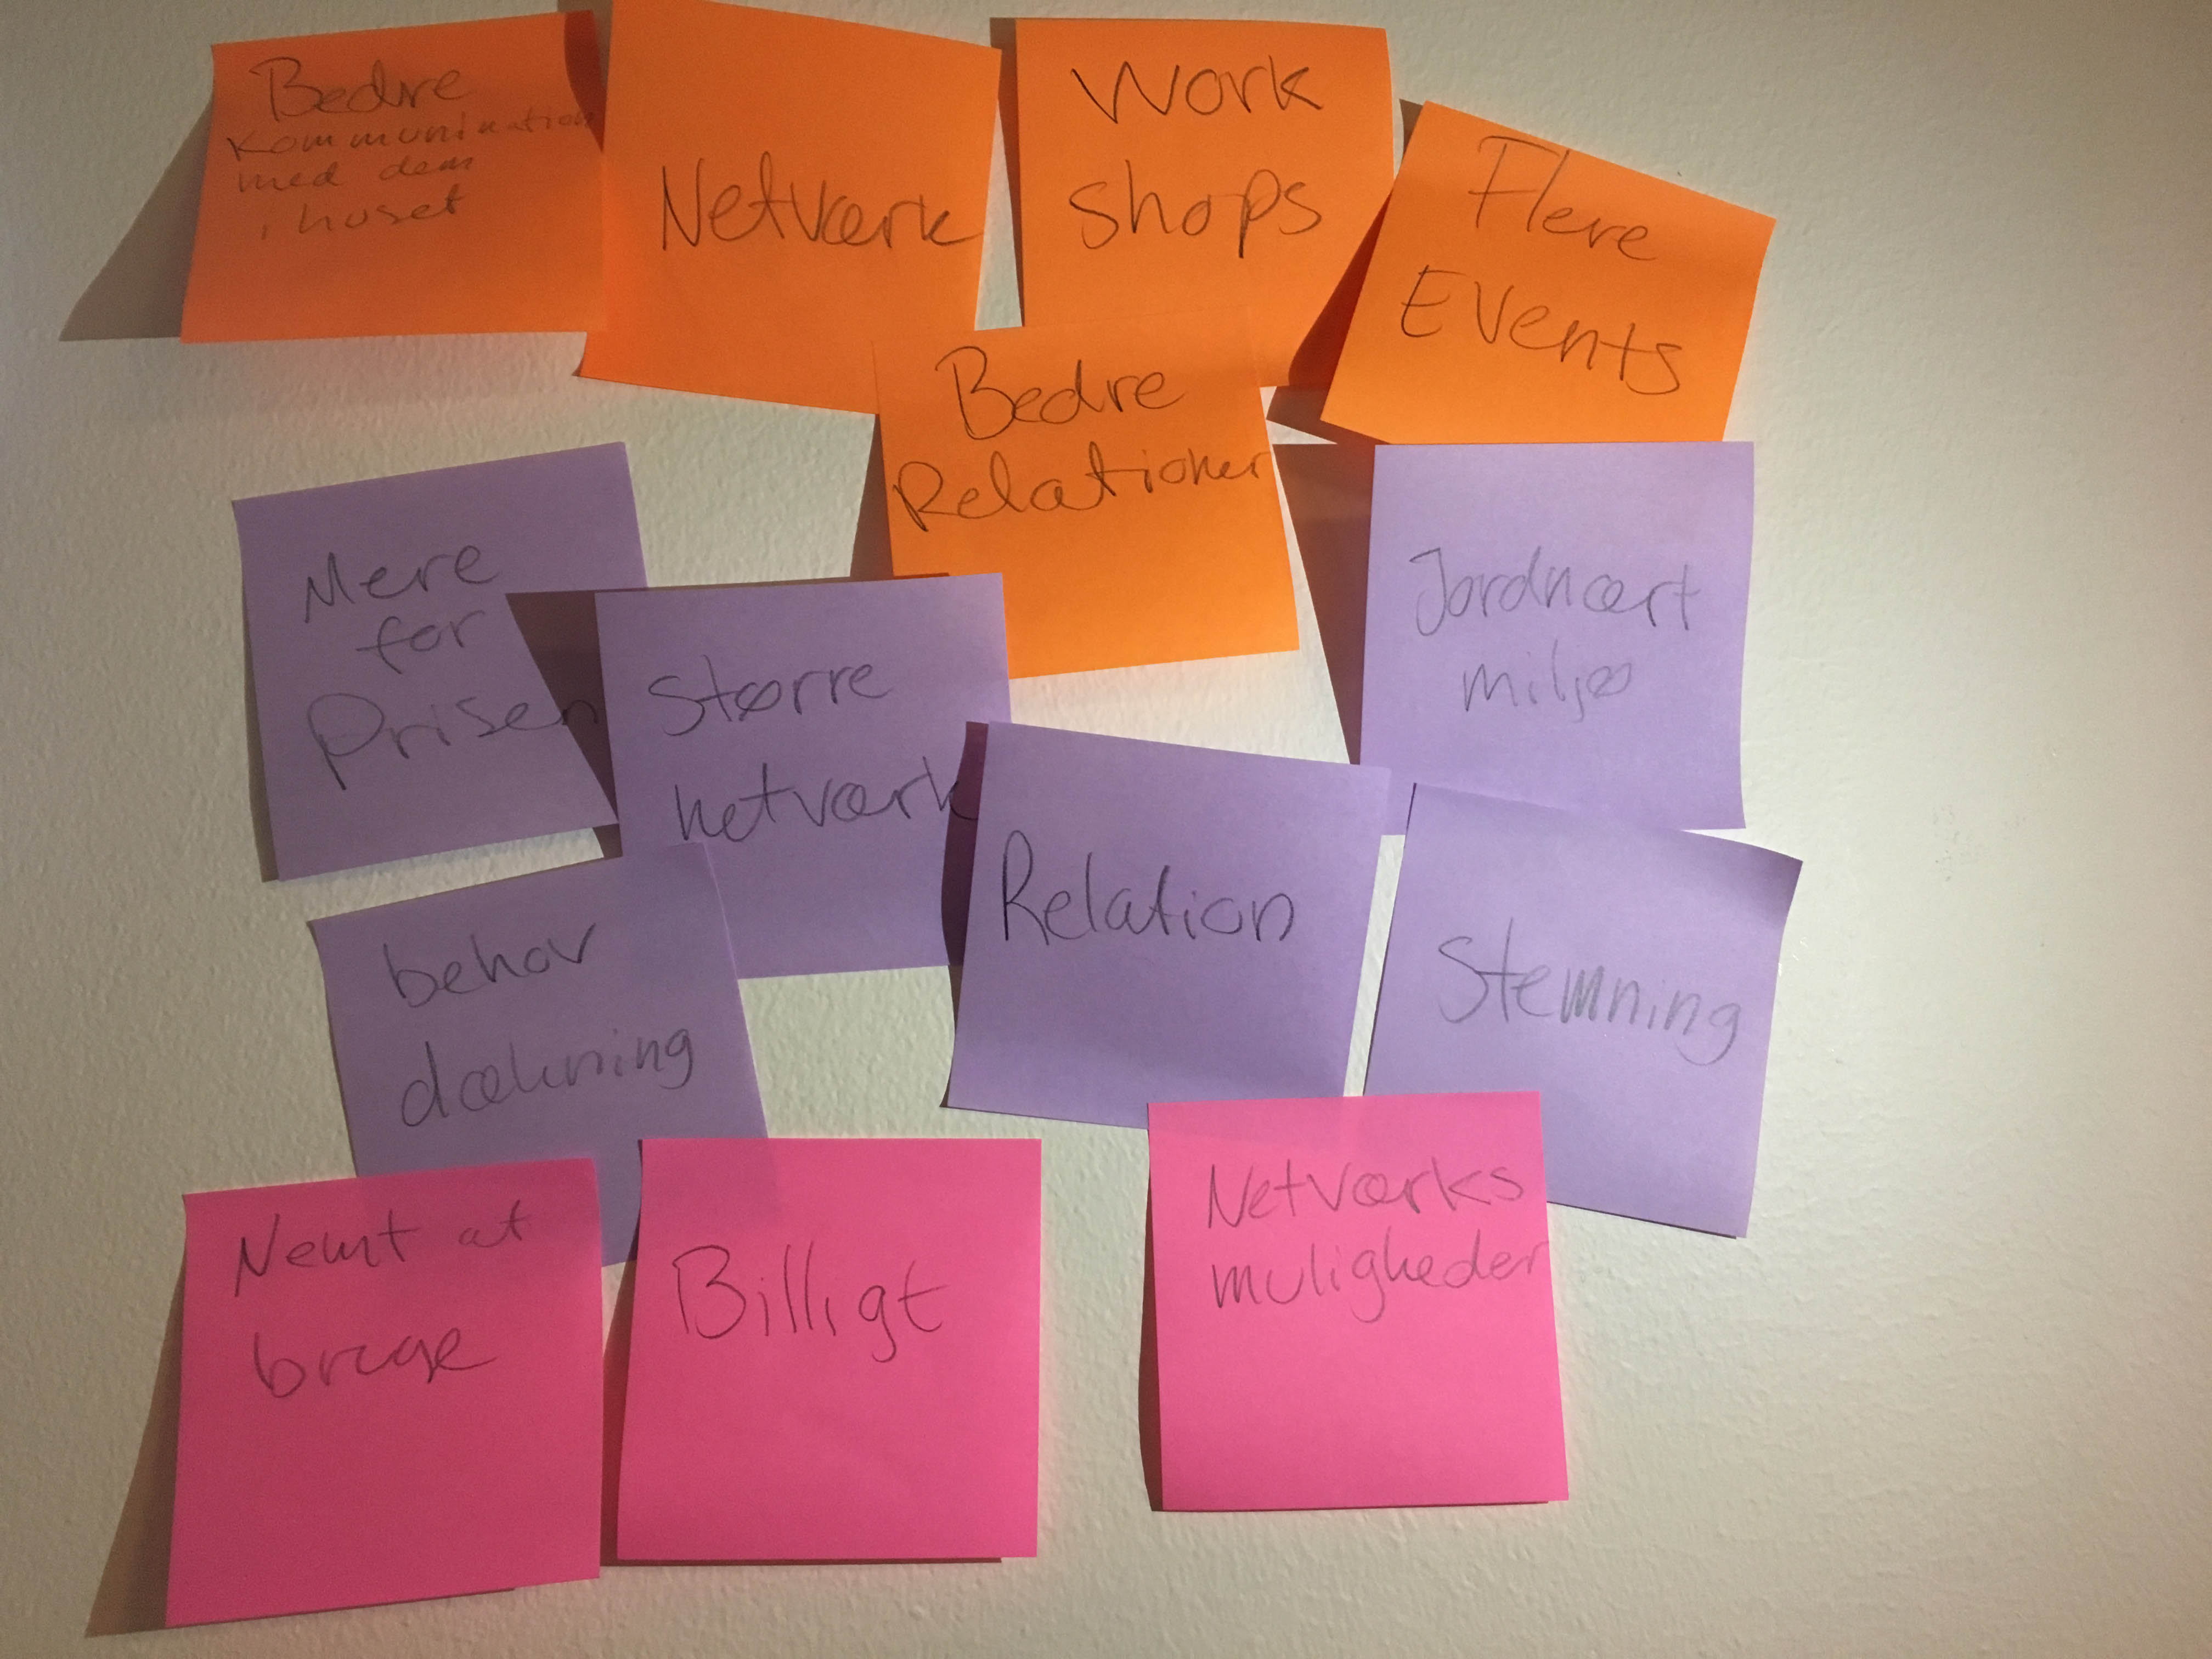 Bedre
Kommunikation
med dem
i huset
Netværk
Work
shops
Flere
Events
Bedre
Relationer
Mere
for
Prisen
Større
netværk
Jordnært
miljø
behov
dækning
Relation
Stemning
Nemt at
bruge
Billigt
Netværks
muligheder